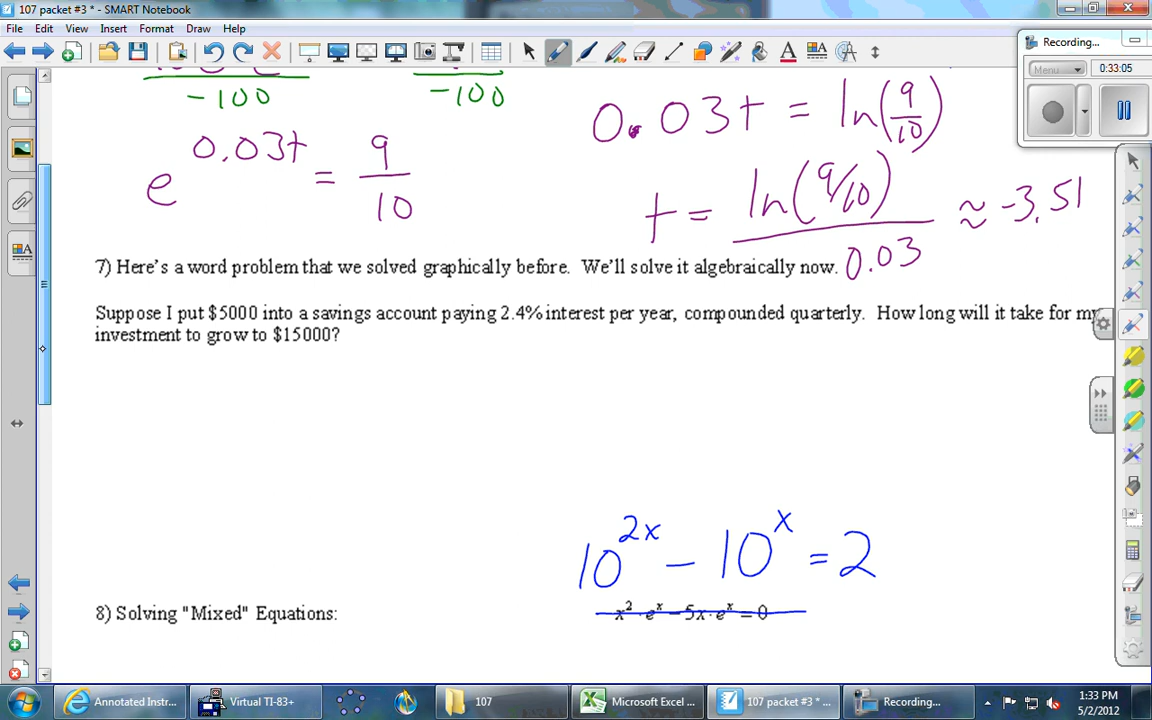 107 packet #3 * - SMART Notebook
File Edit View Insert Format Draw Help
Recording...
Menu 0:33:05
-100 -100
e^{0.03t} = 9/10
0.03t = ln(9/10)
t = ln(9/10)/0.03 ≈ -3.51
7) Here's a word problem that we solved graphically before. We'll solve it algebraically now.
Suppose I put $5000 into a savings account paying 2.4% interest per year, compounded quarterly. How long will it take for my
investment to grow to $15000?
10^{2x} - 10^x = 2
8) Solving "Mixed" Equations: x² · e^x - 5x · e^x = 0
Annotated Instr... Virtual TI-83+ 107 Microsoft Excel ... 107 packet #3 * ... Recording... 1:33 PM
5/2/2012